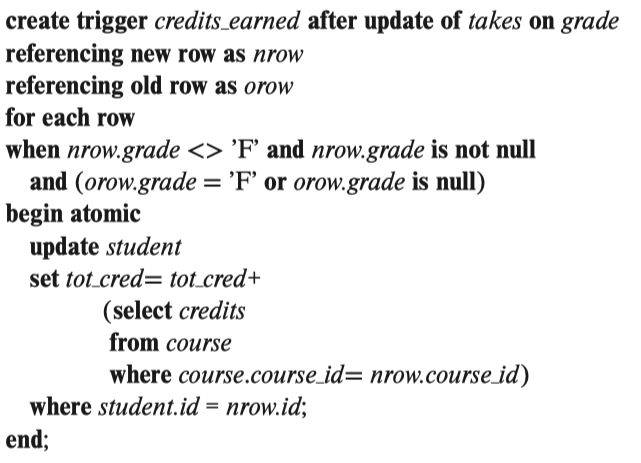 create trigger credits_earned after update of takes on grade
referencing new row as nrow
referencing old row as orow
for each row
when nrow.grade <> ’F’ and nrow.grade is not null
and (orow.grade = ’F’ or orow.grade is null)
begin atomic
update student
set tot_cred= tot_cred+
(select credits
from course
where course.course_id= nrow.course_id)
where student.id = nrow.id;
end;